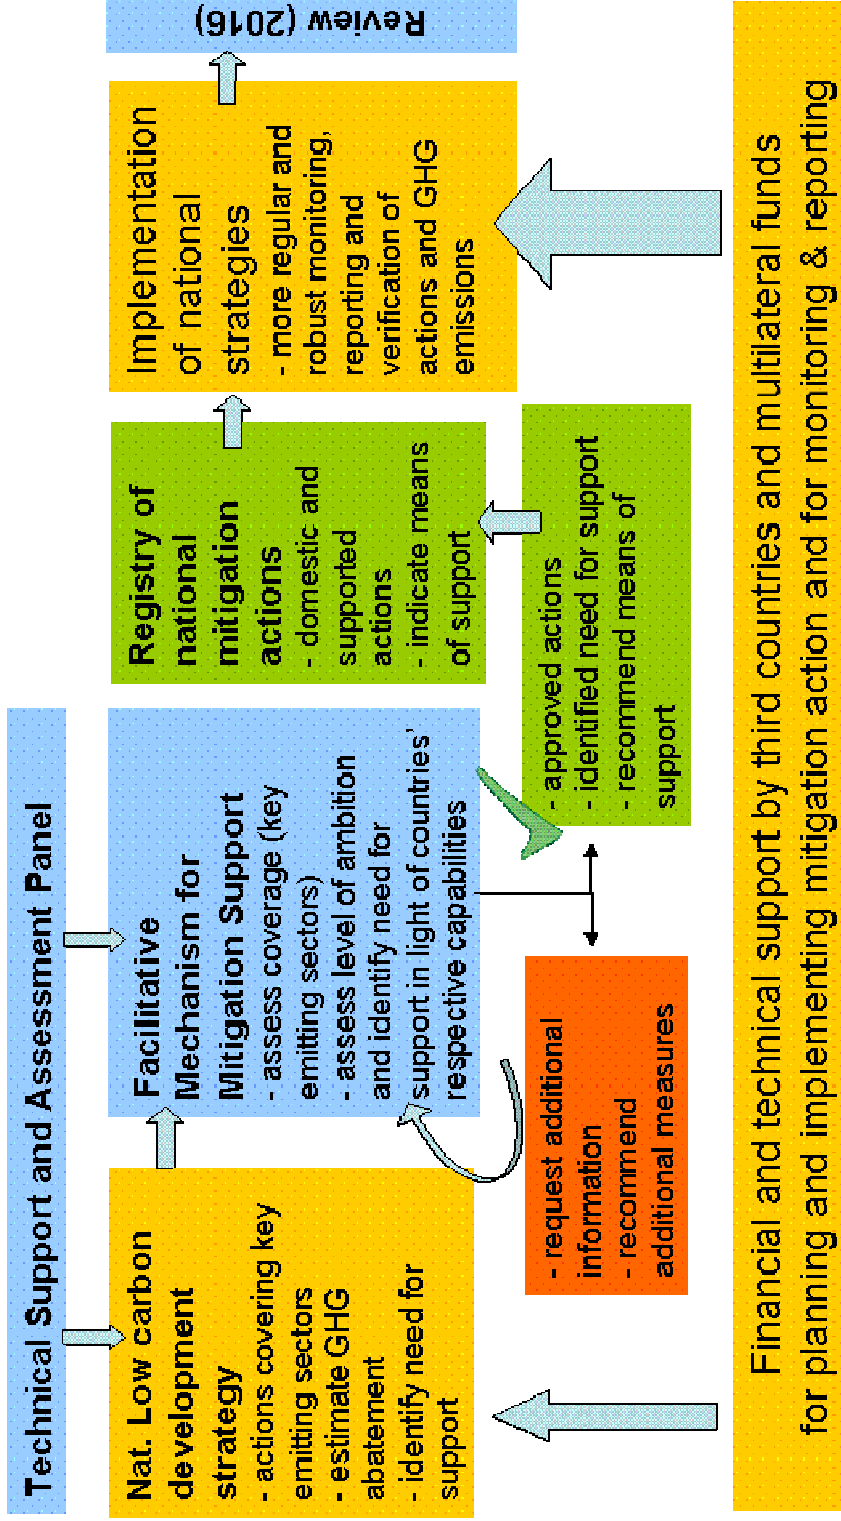 Technical Support and Assessment Panel
Nat. Low carbon
development
strategy
- actions covering key
emitting sectors
- estimate GHG
abatement
- identify need for
support
Facilitative
Mechanism for
Mitigation Support
- assess coverage (key
emitting sectors)
- assess level of ambition
and identify need for
support in light of countries'
respective capabilities
Registry of
national
mitigation
actions
- domestic and
supported
actions
- indicate means
of support
Implementation
of national
strategies
- more regular and
robust monitoring,
reporting and
verification of
actions and GHG
emissions
Review (2016)
- request additional
information
- recommend
additional measures
- approved actions
- identified need for support
- recommend means of
support
Financial and technical support by third countries and multilateral funds
for planning and implementing mitigation action and for monitoring & reporting